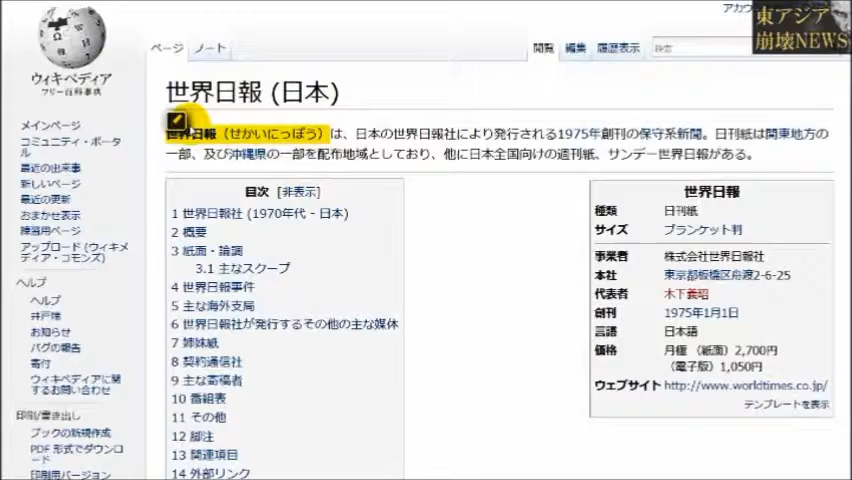 アカウ
東アジア
崩壊NEWS
ウィキペディア
フリー百科事典
ページ ノート 閲覧 編集 履歴表示 検索
世界日報 (日本)
世界日報（せかいにっぽう）は、日本の世界日報社により発行される1975年創刊の保守系新聞。日刊紙は関東地方の
一部、及び沖縄県の一部を配布地域としており、他に日本全国向けの週刊紙、サンデー世界日報がある。
メインページ
コミュニティ・ポータ
ル
最近の出来事
新しいページ
最近の更新
おまかせ表示
練習用ページ
アップロード (ウィキメ
ディア・コモンズ)
ヘルプ
ヘルプ
井戸端
お知らせ
バグの報告
寄付
ウィキペディアに関
するお問い合わせ
印刷/書き出し
ブックの新規作成
PDF 形式でダウンロ
ード
印刷用バージョン
目次 [非表示]
1 世界日報社 (1970年代 - 日本)
2 概要
3 紙面・論調
3.1 主なスクープ
4 世界日報事件
5 主な海外支局
6 世界日報社が発行するその他の主な媒体
7 姉妹紙
8 契約通信社
9 主な寄稿者
10 番組表
11 その他
12 脚注
13 関連項目
14 外部リンク
世界日報
種類 日刊紙
サイズ ブランケット判
事業者 株式会社世界日報社
本社 東京都板橋区舟渡2-6-25
代表者 木下義昭
創刊 1975年1月1日
言語 日本語
価格 月極 （紙面）2,700円
（電子版）1,050円
ウェブサイト http://www.worldtimes.co.jp/
テンプレートを表示